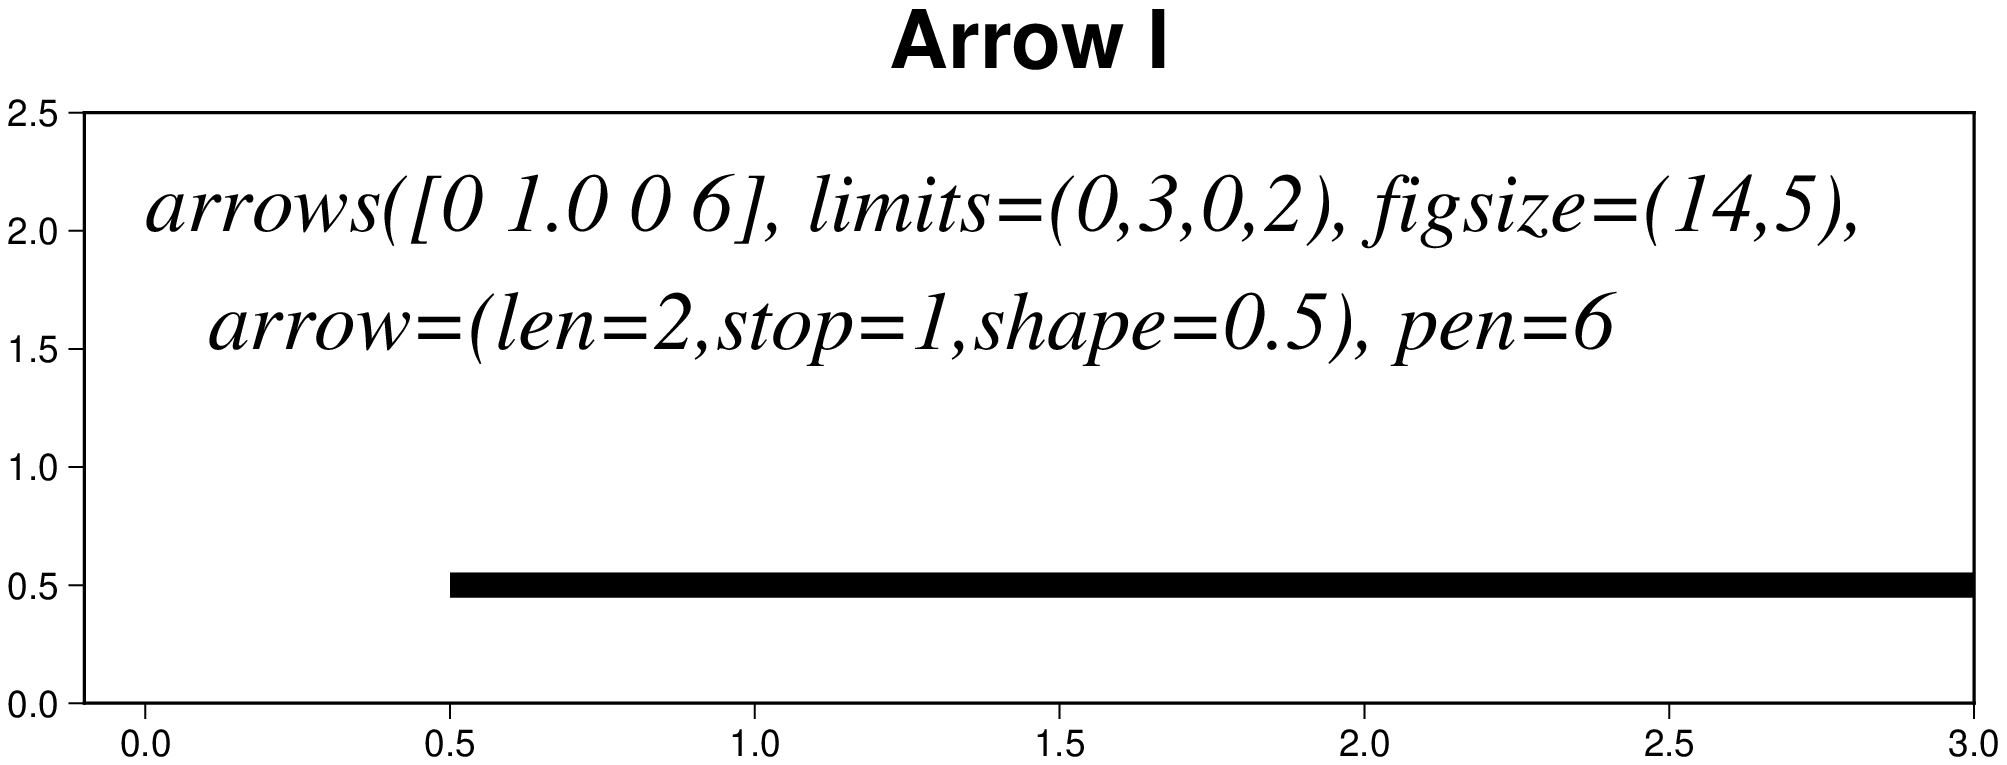 Arrow I
2.5
arrows([0 1.0 0 6], limits=(0,3,0,2), figsize=(14,5),
2.0
arrow=(len=2,stop=1,shape=0.5), pen=6
1.5
1.0
0.5
0.0
0.0 0.5 1.0 1.5 2.0 2.5 3.0